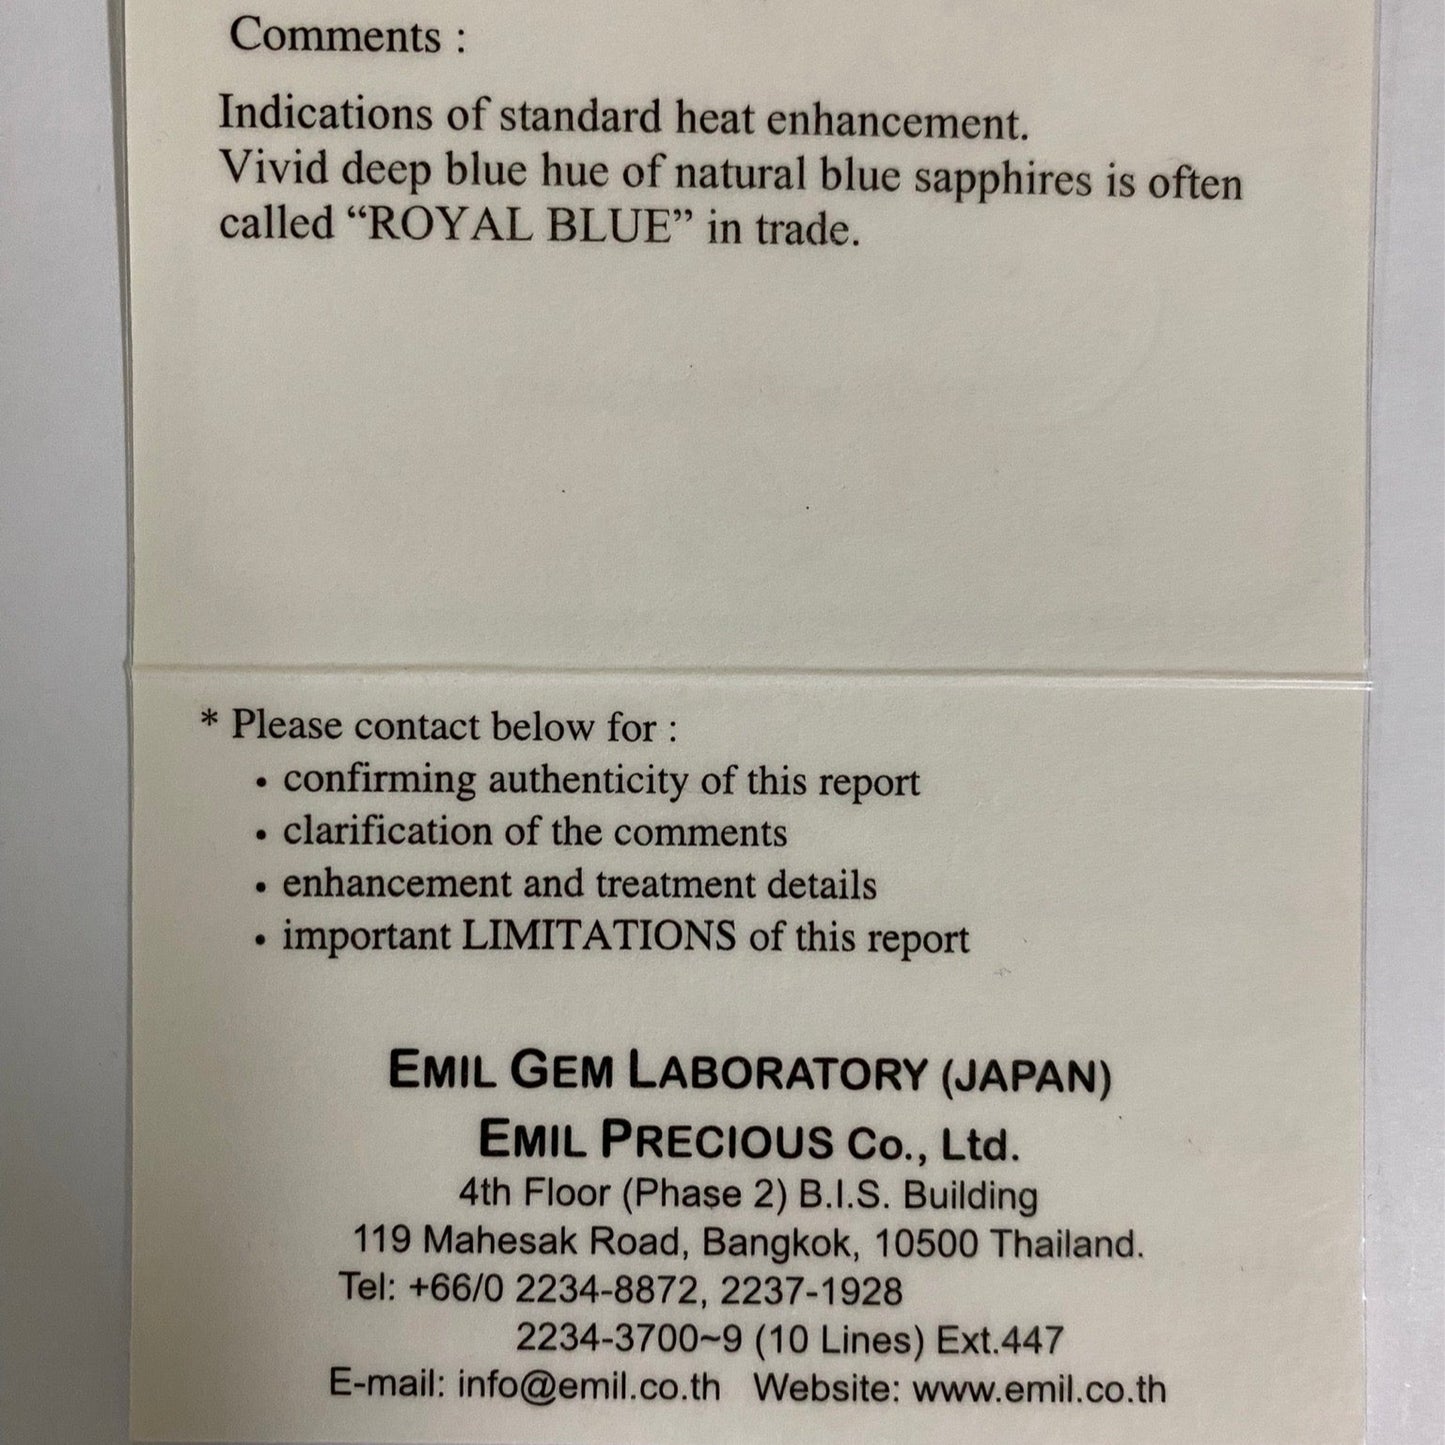 Comments :
Indications of standard heat enhancement.
Vivid deep blue hue of natural blue sapphires is often
called “ROYAL BLUE” in trade.
* Please contact below for :
• confirming authenticity of this report
• clarification of the comments
• enhancement and treatment details
• important LIMITATIONS of this report
EMIL GEM LABORATORY (JAPAN)
EMIL PRECIOUS Co., Ltd.
4th Floor (Phase 2) B.I.S. Building
119 Mahesak Road, Bangkok, 10500 Thailand.
Tel: +66/0 2234-8872, 2237-1928
2234-3700~9 (10 Lines) Ext.447
E-mail: info@emil.co.th Website: www.emil.co.th